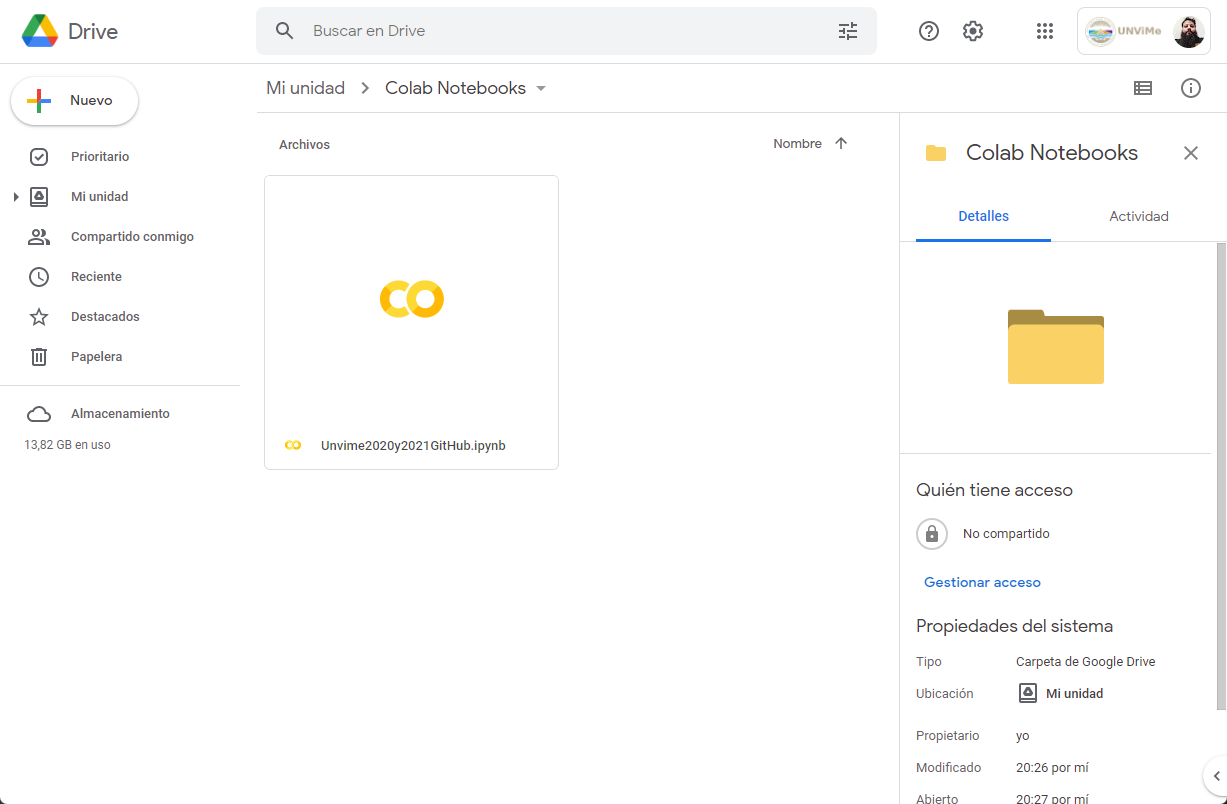 Drive
Buscar en Drive
UNViMe
Nuevo
Mi unidad
Colab Notebooks
Prioritario
Mi unidad
Compartido conmigo
Reciente
Destacados
Papelera
Almacenamiento
13,82 GB en uso
Archivos
Nombre
Unvime2020y2021GitHub.ipynb
Colab Notebooks
Detalles
Actividad
Quién tiene acceso
No compartido
Gestionar acceso
Propiedades del sistema
Tipo Carpeta de Google Drive
Ubicación Mi unidad
Propietario yo
Modificado 20:26 por mí
Abierto 20:27 por mí